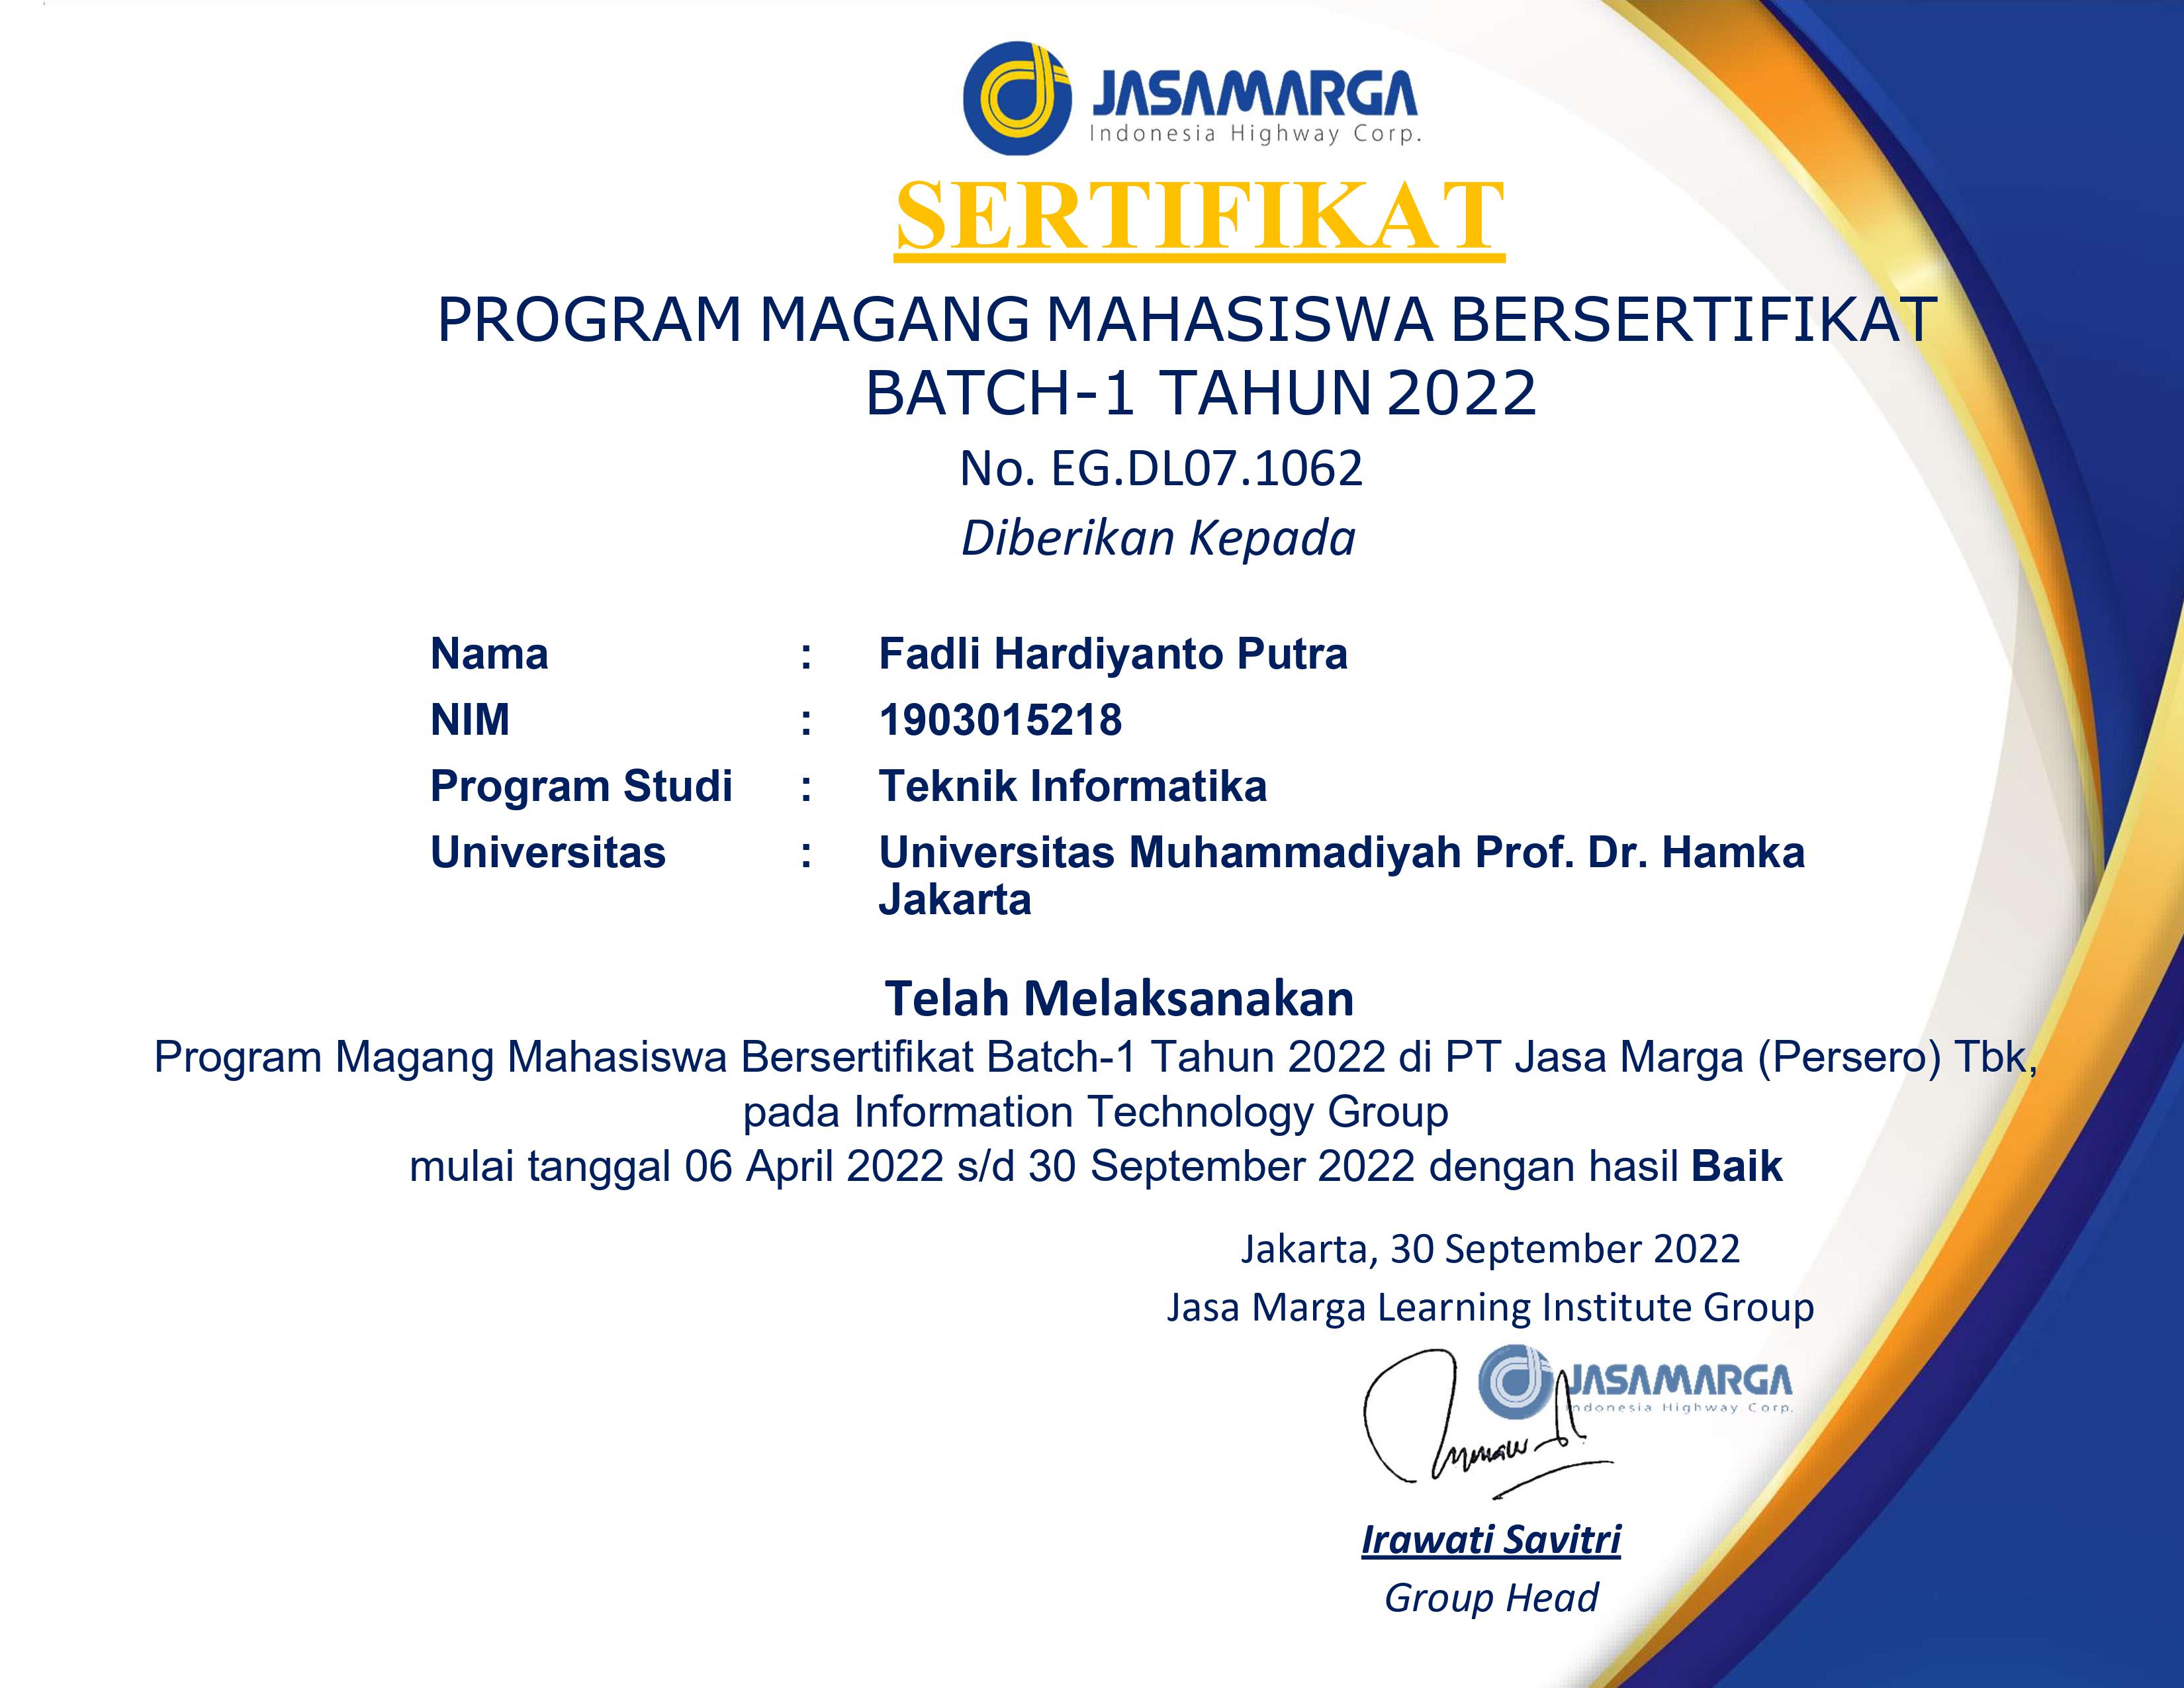 JASAMARGA
Indonesia Highway Corp.
SERTIFIKAT
PROGRAM MAGANG MAHASISWA BERSERTIFIKAT
BATCH-1 TAHUN 2022
No. EG.DL07.1062
Diberikan Kepada
Nama : Fadli Hardiyanto Putra
NIM : 1903015218
Program Studi : Teknik Informatika
Universitas : Universitas Muhammadiyah Prof. Dr. Hamka
Jakarta
Telah Melaksanakan
Program Magang Mahasiswa Bersertifikat Batch-1 Tahun 2022 di PT Jasa Marga (Persero) Tbk,
pada Information Technology Group
mulai tanggal 06 April 2022 s/d 30 September 2022 dengan hasil Baik
Jakarta, 30 September 2022
Jasa Marga Learning Institute Group
JASAMARGA
Indonesia Highway Corp.
Irawati Savitri
Group Head